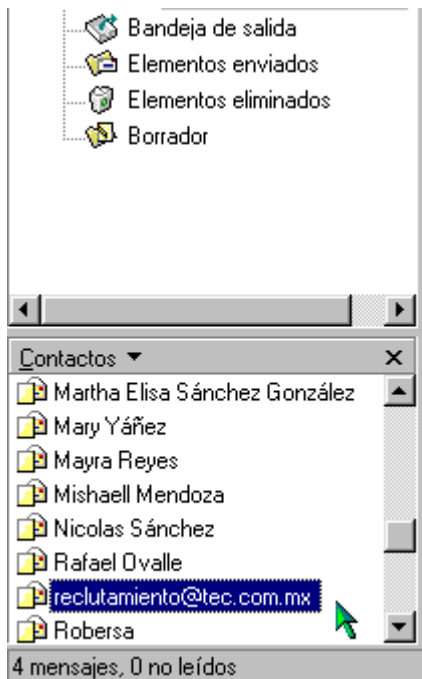 Bandeja de salida
Elementos enviados
Elementos eliminados
Borrador
Contactos
Martha Elisa Sánchez González
Mary Yáñez
Mayra Reyes
Mishaell Mendoza
Nicolas Sánchez
Rafael Ovalle
reclutamiento@tec.com.mx
Robersa
4 mensajes, 0 no leídos